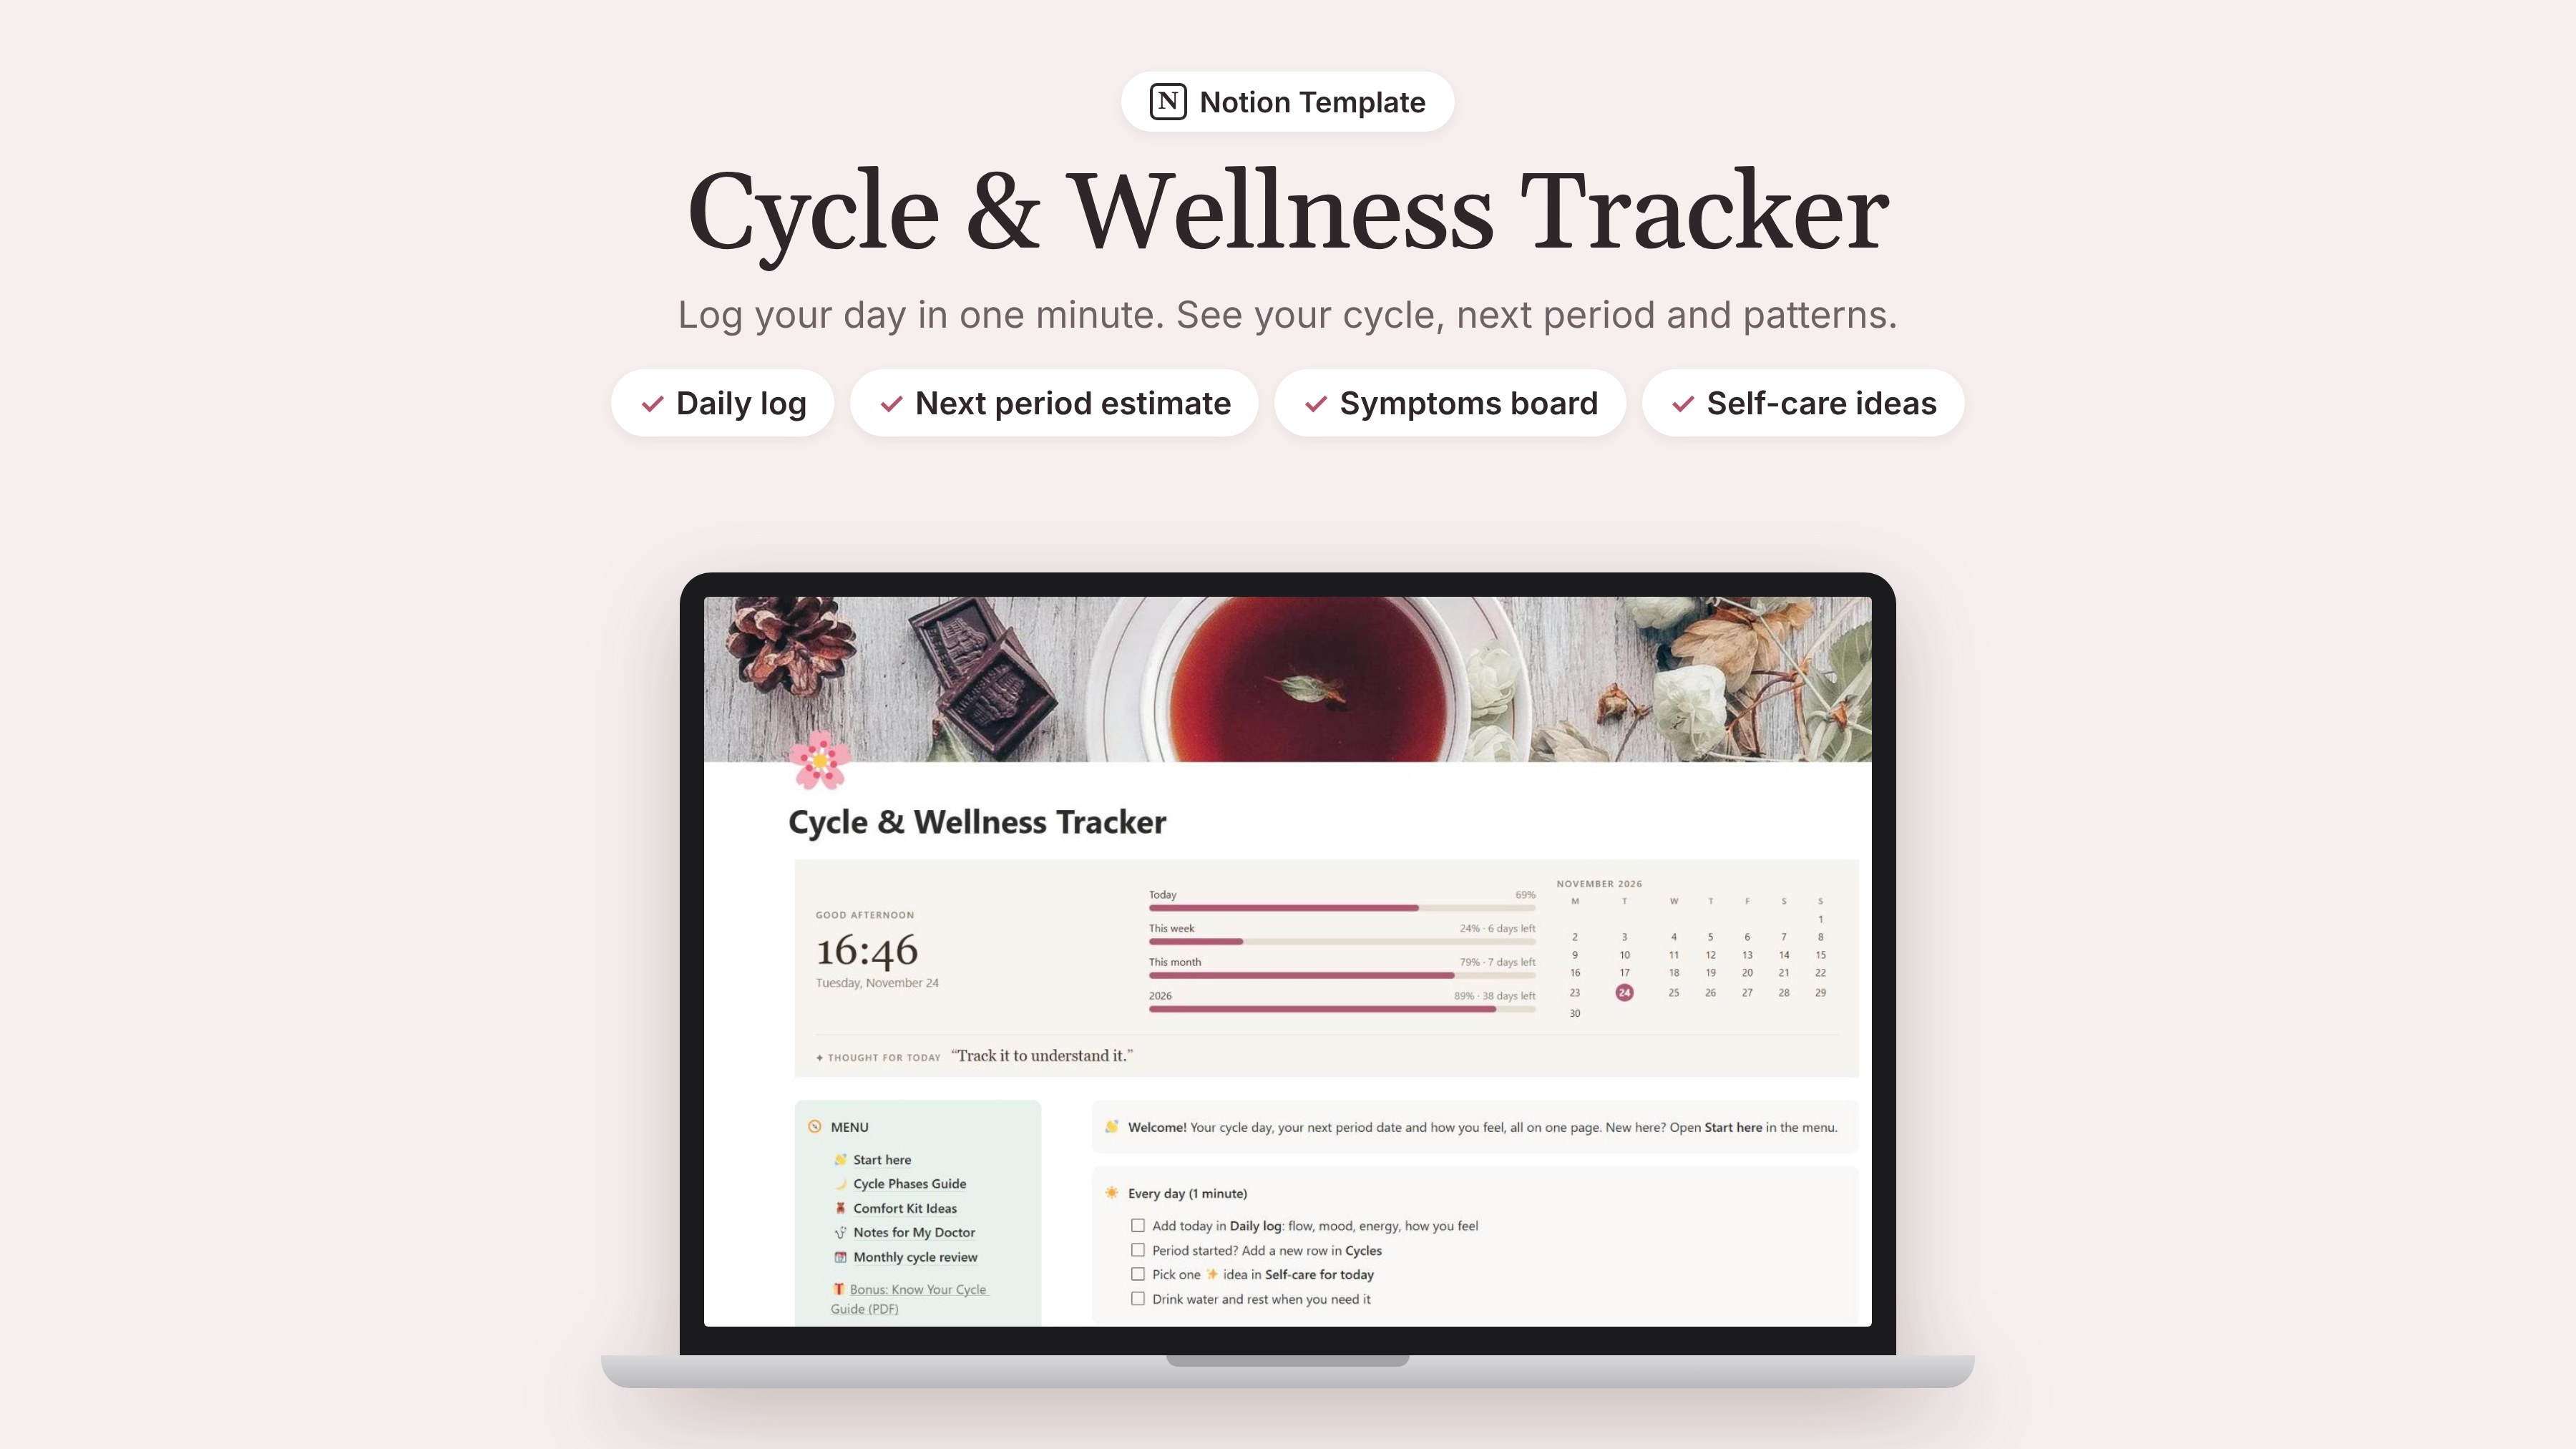 N Notion Template
Cycle & Wellness Tracker
Log your day in one minute. See your cycle, next period and patterns.
Daily log
Next period estimate
Symptoms board
Self-care ideas
Cycle & Wellness Tracker
GOOD AFTERNOON
16:46
Tuesday, November 24
Today 69%
This week 24% · 6 days left
This month 79% · 7 days left
2026 89% · 38 days left
NOVEMBER 2026
M T W T F S S
1
2 3 4 5 6 7 8
9 10 11 12 13 14 15
16 17 18 19 20 21 22
23 24 25 26 27 28 29
30
✦ THOUGHT FOR TODAY “Track it to understand it.”
MENU
Start here
Cycle Phases Guide
Comfort Kit Ideas
Notes for My Doctor
Monthly cycle review
Bonus: Know Your Cycle
Guide (PDF)
Welcome! Your cycle day, your next period date and how you feel, all on one page. New here? Open Start here in the menu.
Every day (1 minute)
Add today in Daily log: flow, mood, energy, how you feel
Period started? Add a new row in Cycles
Pick one ✨ idea in Self-care for today
Drink water and rest when you need it